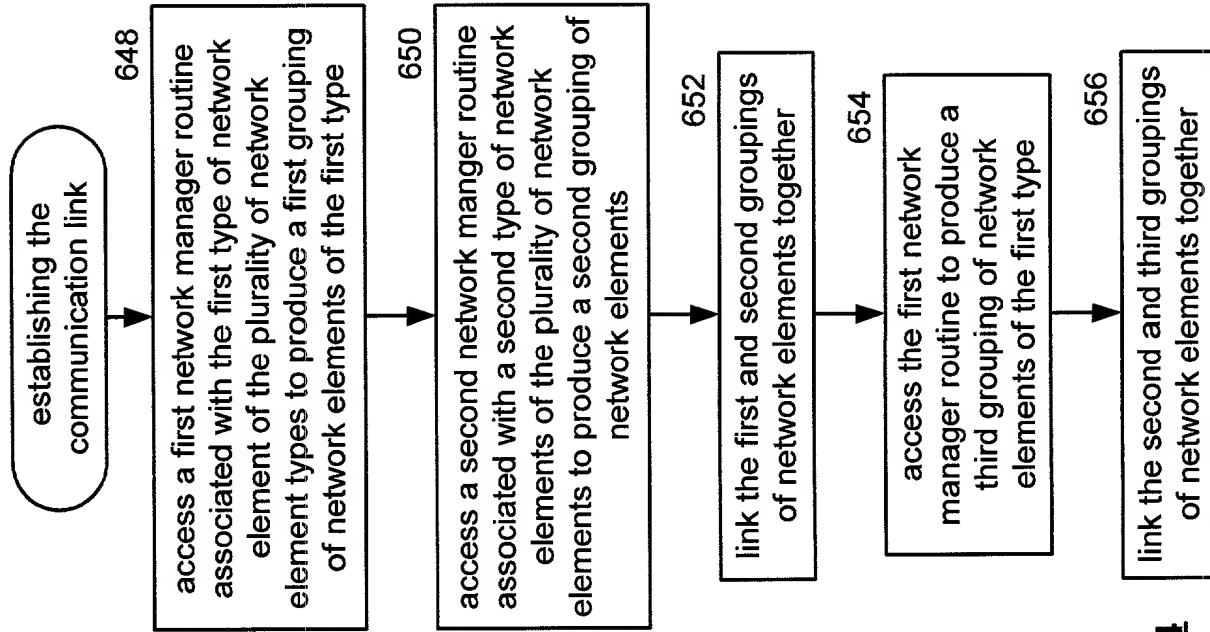 establishing the
communication link
648
access a first network manager routine
associated with the first type of network
element of the plurality of network
element types to produce a first grouping
of network elements of the first type
650
access a second network manger routine
associated with a second type of network
elements of the plurality of network
elements to produce a second grouping of
network elements
652
link the first and second groupings
of network elements together
654
access the first network
manager routine to produce a
third grouping of network
elements of the first type
656
link the second and third groupings
of network elements together